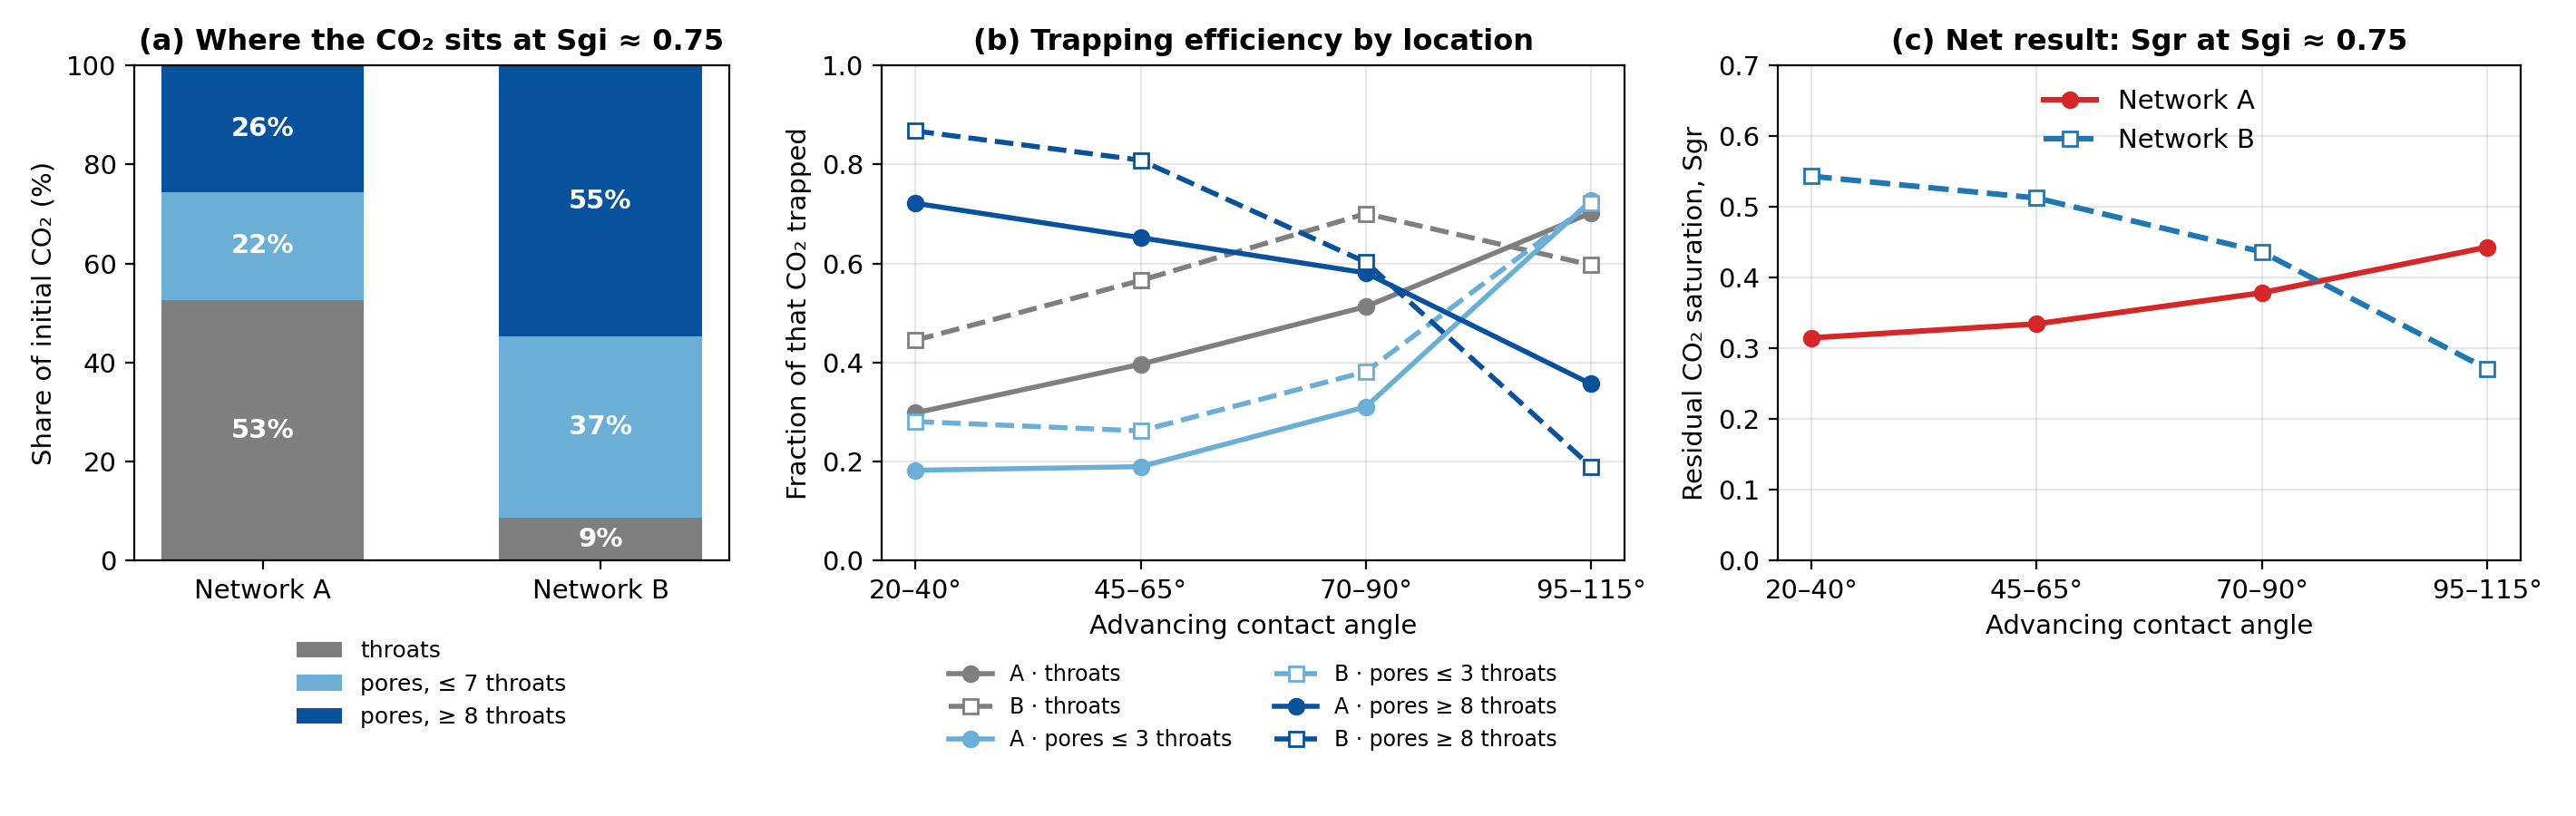 (a) Where the CO₂ sits at Sgi ≈ 0.75
Share of initial CO₂ (%)
100
80
60
40
20
0
26%
22%
53%
55%
37%
9%
Network A
Network B
throats
pores, ≤ 7 throats
pores, ≥ 8 throats
(b) Trapping efficiency by location
Fraction of that CO₂ trapped
1.0
0.8
0.6
0.4
0.2
0.0
20–40°
45–65°
70–90°
95–115°
Advancing contact angle
A · throats
B · throats
A · pores ≤ 3 throats
B · pores ≤ 3 throats
A · pores ≥ 8 throats
B · pores ≥ 8 throats
(c) Net result: Sgr at Sgi ≈ 0.75
Residual CO₂ saturation, Sgr
0.7
0.6
0.5
0.4
0.3
0.2
0.1
0.0
Network A
Network B
20–40°
45–65°
70–90°
95–115°
Advancing contact angle